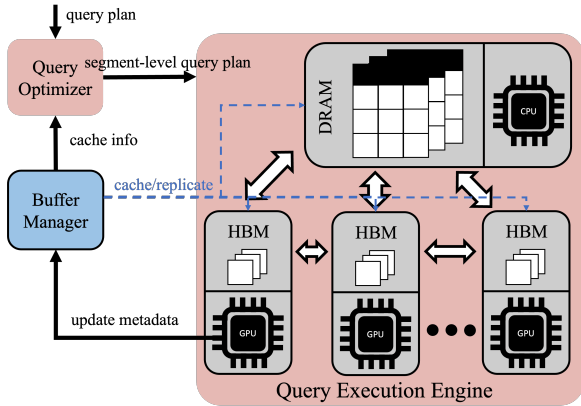 query plan
Query
Optimizer
segment-level query plan
cache info
DRAM
CPU
cache/replicate
Buffer
Manager
HBM
HBM
HBM
update metadata
GPU
GPU
GPU
Query Execution Engine